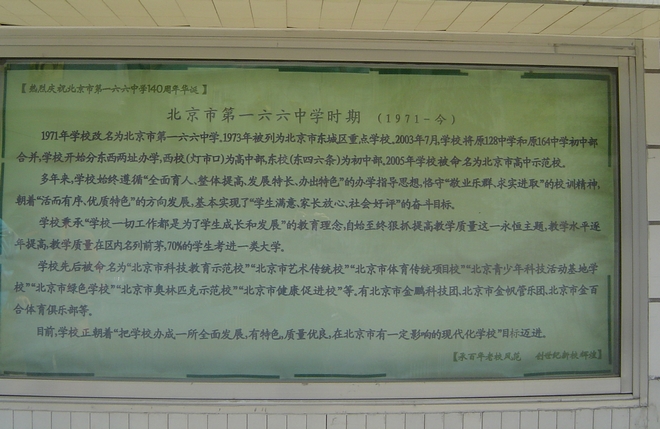 【热烈庆祝北京市第一六六中学140周年华诞】
北京市第一六六中学时期 (1971-今)
1971年学校改名为北京市第一六六中学.1973年被列为北京市东城区重点学校.2003年7月,学校将原128中学和原164中学初中部
合并,学校开始分东西两址办学,西校(灯市口)为高中部,东校(东四六条)为初中部.2005年学校被命名为北京市高中示范校。
多年来,学校始终遵循“全面育人、整体提高、发展特长、办出特色”的办学指导思想,恪守“敬业乐群、求实进取”的校训精神,
朝着“活而有序、优质特色”的方向发展,基本实现了“学生满意、家长放心、社会好评”的奋斗目标。
学校秉承“学校一切工作都是为了学生成长和发展”的教育理念,自始至终狠抓提高教学质量这一永恒主题,教学水平逐
年提高,教学质量在区内名列前茅,70%的学生考进一类大学。
学校先后被命名为“北京市科技教育示范校”“北京市艺术传统校”“北京市体育传统项目校”“北京青少年科技活动基地学
校”“北京市绿色学校”“北京市奥林匹克示范校”“北京市健康促进校”等。有北京市金鹏科技团、北京市金帆管乐团、北京市金百
合体育俱乐部等。
目前,学校正朝着“把学校办成一所全面发展,有特色,质量优良,在北京市有一定影响的现代化学校”目标迈进。
【承百年老校风范 创世纪新校辉煌】